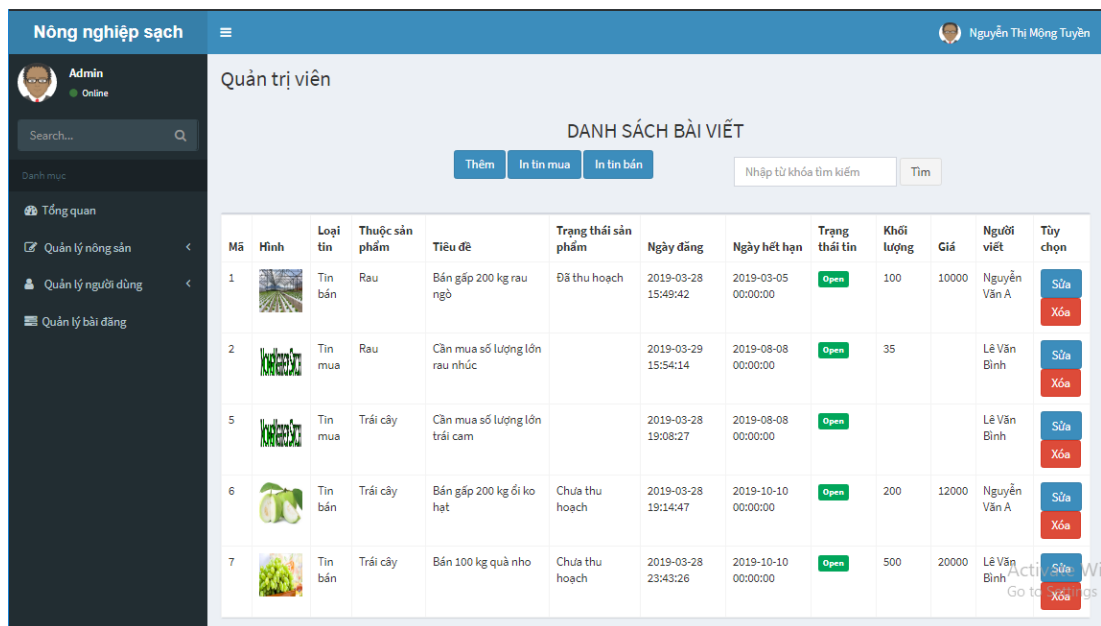 Nông nghiệp sạch
Nguyễn Thị Mộng Tuyền
Admin
Online
Search...
Danh mục
Tổng quan
Quản lý nông sản
Quản lý người dùng
Quản lý bài đăng
Quản trị viên
DANH SÁCH BÀI VIẾT
Thêm In tin mua In tin bán Nhập từ khóa tìm kiếm Tìm
Mã Hình Loại tin Thuộc sản phẩm Tiêu đề Trạng thái sản phẩm Ngày đăng Ngày hết hạn Trạng thái tin Khối lượng Giá Người viết Tùy chọn
1 Tin bán Rau Bán gấp 200 kg rau ngò Đã thu hoạch 2019-03-28 15:49:42 2019-03-05 00:00:00 Open 100 10000 Nguyễn Văn A Sửa Xóa
2 Tin mua Rau Cần mua số lượng lớn rau nhúc 2019-03-29 15:54:14 2019-08-08 00:00:00 Open 35 Lê Văn Bình Sửa Xóa
5 Tin mua Trái cây Cần mua số lượng lớn trái cam 2019-03-28 19:08:27 2019-08-08 00:00:00 Open Lê Văn Bình Sửa Xóa
6 Tin bán Trái cây Bán gấp 200 kg ổi ko hạt Chưa thu hoạch 2019-03-28 19:14:47 2019-10-10 00:00:00 Open 200 12000 Nguyễn Văn A Sửa Xóa
7 Tin bán Trái cây Bán 100 kg quả nho Chưa thu hoạch 2019-03-28 23:43:26 2019-10-10 00:00:00 Open 500 20000 Lê Văn Bình Sửa Xóa
Activate Wi
Go to Settings